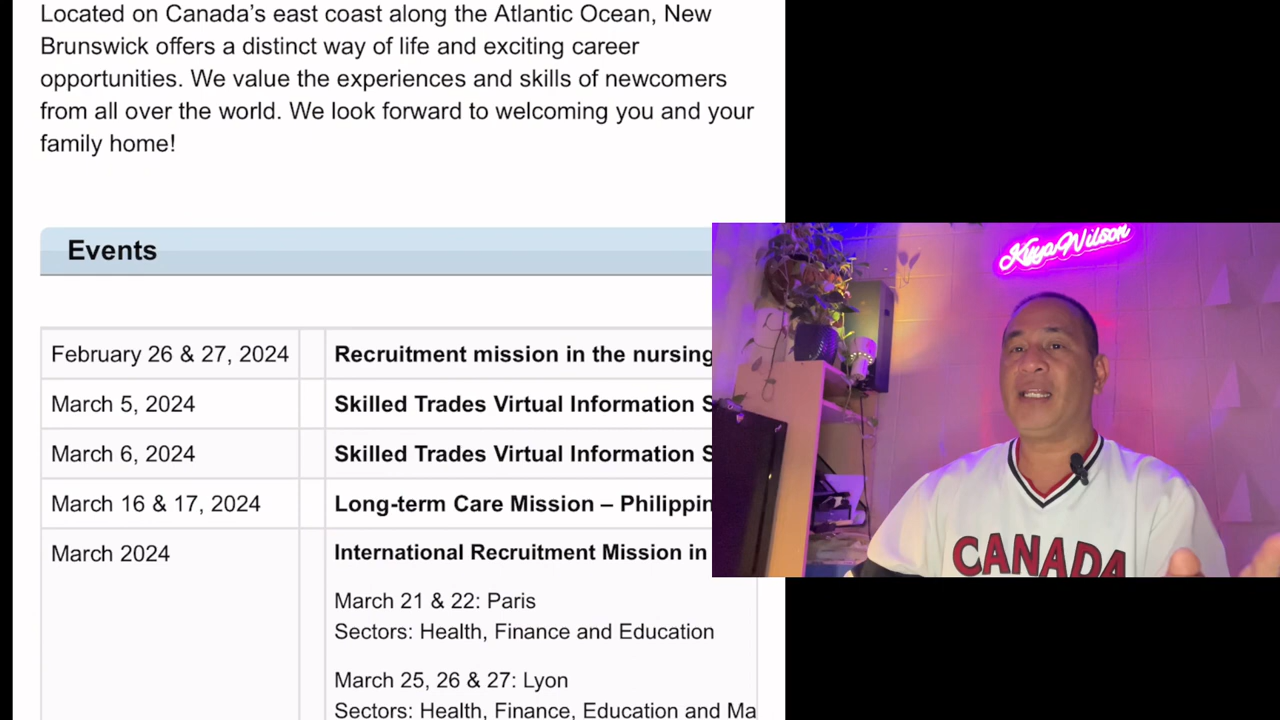 Located on Canada’s east coast along the Atlantic Ocean, New
Brunswick offers a distinct way of life and exciting career
opportunities. We value the experiences and skills of newcomers
from all over the world. We look forward to welcoming you and your
family home!
Events
February 26 & 27, 2024 Recruitment mission in the nursing
March 5, 2024 Skilled Trades Virtual Information S
March 6, 2024 Skilled Trades Virtual Information S
March 16 & 17, 2024 Long-term Care Mission – Philippin
March 2024 International Recruitment Mission in
March 21 & 22: Paris
Sectors: Health, Finance and Education
March 25, 26 & 27: Lyon
Sectors: Health, Finance, Education and Ma
KuyaWilson
CANADA